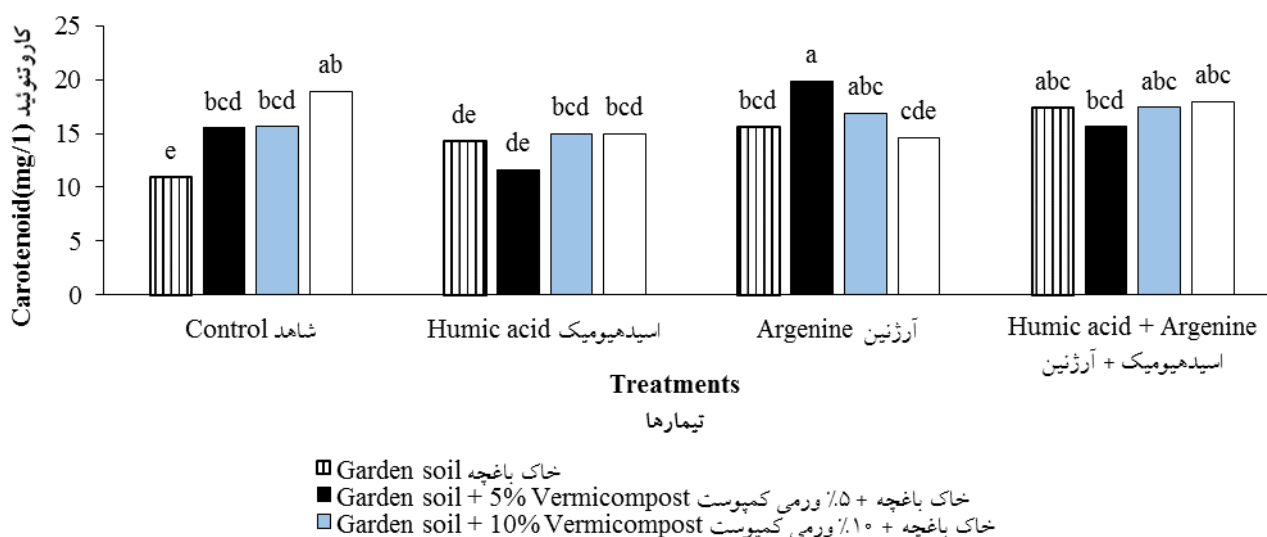 کاروتنوئید Carotenoid(mg/1)
25
20
15
10
5
0
e
bcd
bcd
ab
de
de
bcd
bcd
bcd
a
abc
cde
abc
bcd
abc
abc
Control شاهد
Humic acid اسیدهیومیک
Argenine آرژنین
Humic acid + Argenine
اسیدهیومیک + آرژنین
Treatments
تیمارها
Garden soil خاک باغچه
Garden soil + 5% Vermicompost خاک باغچه + ۵٪ ورمی کمپوست
Garden soil + 10% Vermicompost خاک باغچه + ۱۰٪ ورمی کمپوست